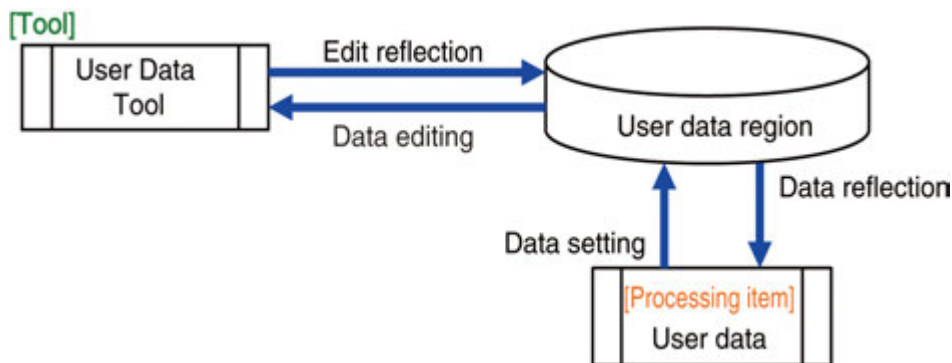 [Tool]
User Data
Tool
Edit reflection
Data editing
User data region
Data reflection
Data setting
[Processing item]
User data